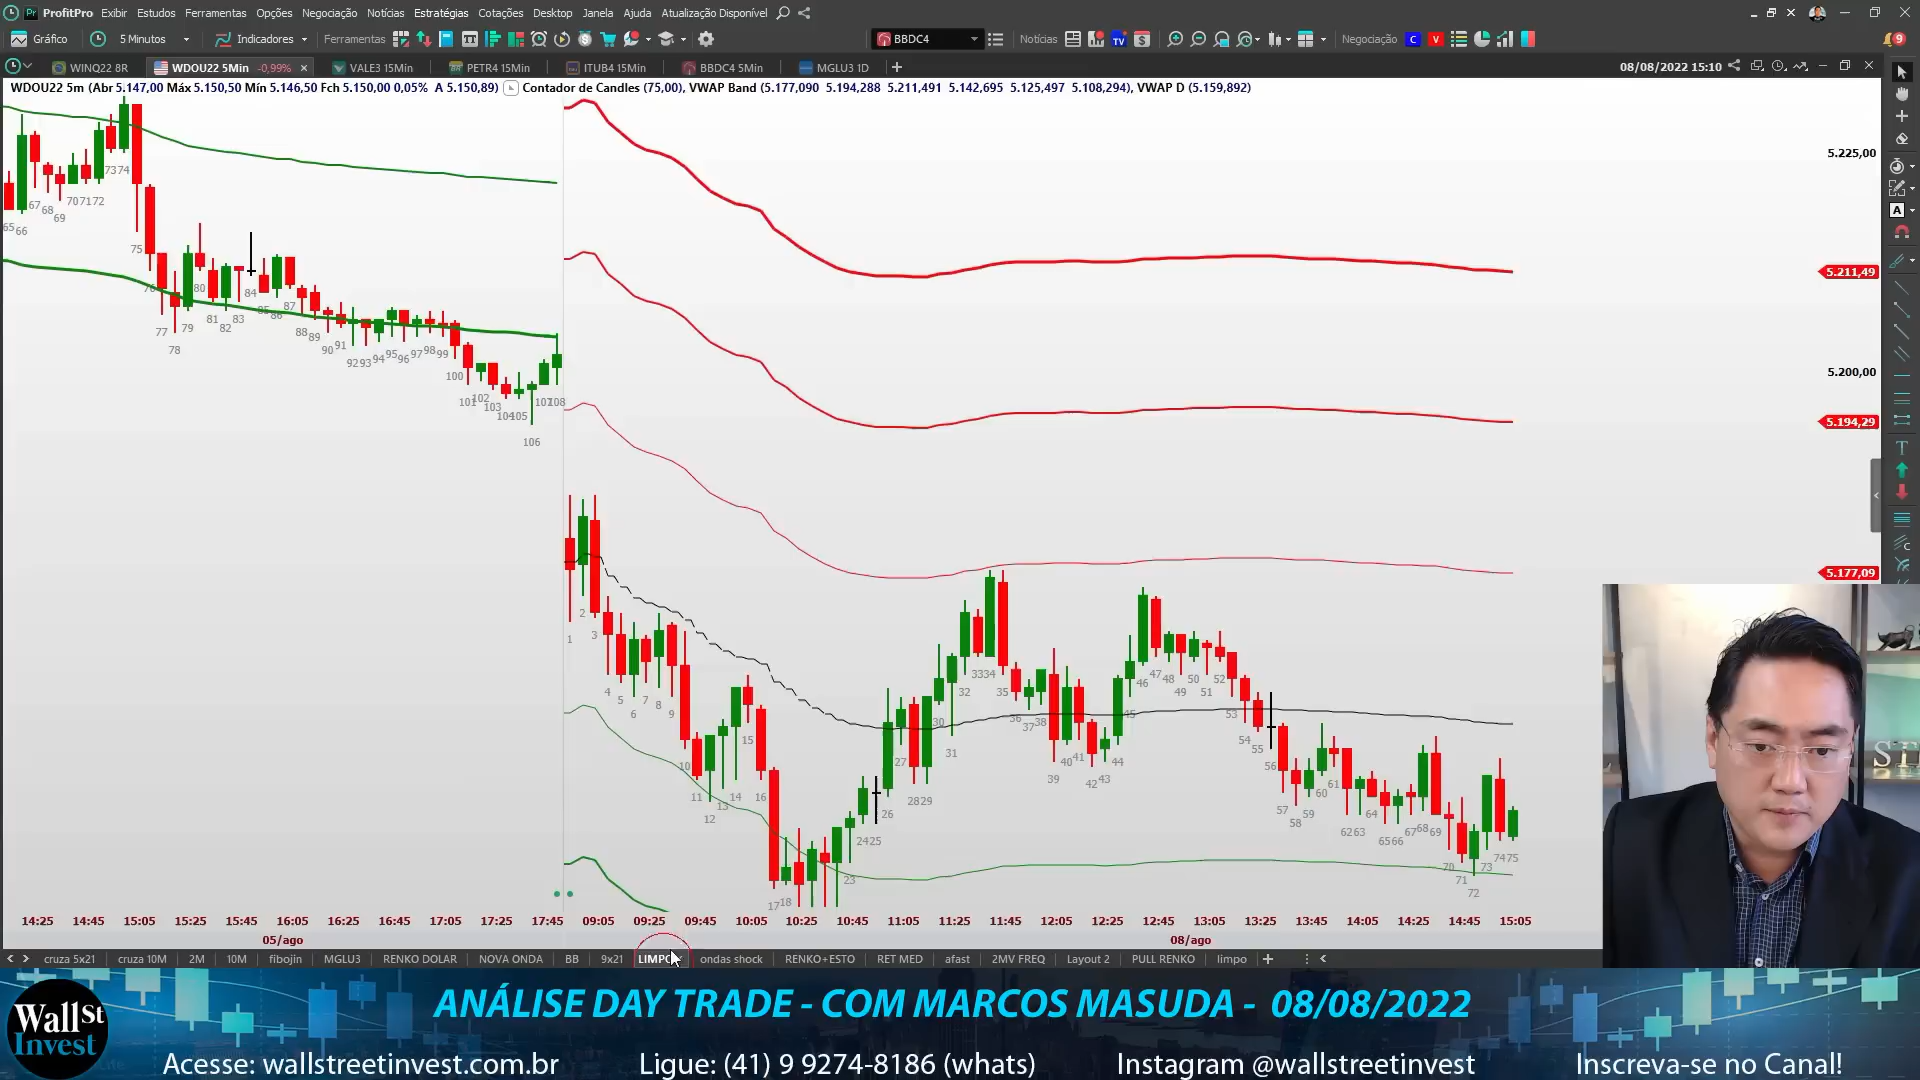 ProfitPro Exibir Estudos Ferramentas Opções Negociação Notícias Estratégias Cotações Desktop Janela Ajuda Atualização Disponível
Gráfico 5 Minutos Indicadores Ferramentas BBDC4 Notícias Negociação C V 9
WINQ22 8R WDOU22 5Min -0,99% VALE3 15Min PETR4 15Min ITUB4 15Min BBDC4 5Min MGLU3 1D 08/08/2022 15:10
WDOU22 5m (Abr 5.147,00 Máx 5.150,50 Mín 5.146,50 Fch 5.150,00 0,05% A 5.150,89) Contador de Candles (75,00), VWAP Band (5.177,090 5.194,288 5.211,491 5.142,695 5.125,497 5.108,294), VWAP D (5.159,892)
5.225,00
5.211,49
5.200,00
5.194,29
5.177,09
14:25 14:45 15:05 15:25 15:45 16:05 16:25 16:45 17:05 17:25 17:45 09:05 09:25 09:45 10:05 10:25 10:45 11:05 11:25 11:45 12:05 12:25 12:45 13:05 13:25 13:45 14:05 14:25 14:45 15:05
05/ago 08/ago
cruza 5x21 cruza 10M 2M 10M fibojin MGLU3 RENKO DOLAR NOVA ONDA BB 9x21 LIMPO ondas shock RENKO+ESTO RET MED afast 2MV FREQ Layout 2 PULL RENKO limpo
ANÁLISE DAY TRADE - COM MARCOS MASUDA - 08/08/2022
Wall St
Invest
Acesse: wallstreetinvest.com.br Ligue: (41) 9 9274-8186 (whats) Instagram @wallstreetinvest Inscreva-se no Canal!